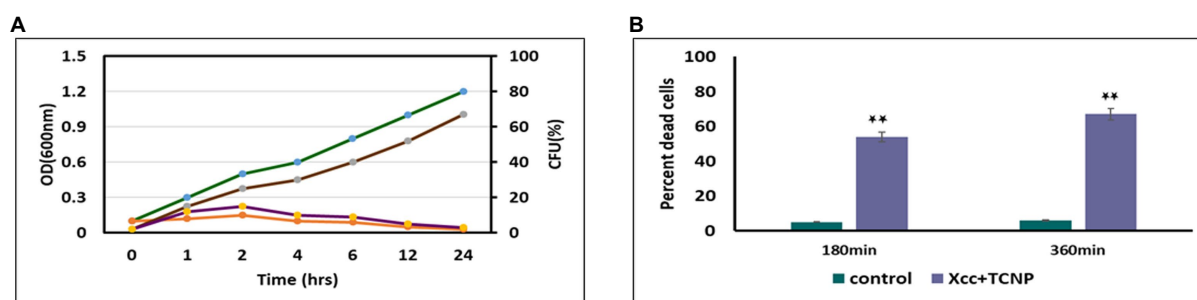 A
1.5
1.2
0.9
0.6
0.3
0
OD(600nm)
100
80
60
40
20
0
CFU(%)
0 1 2 4 6 12 24
Time (hrs)
B
100
80
60
40
20
0
Percent dead cells
★★
★★
180min 360min
control Xcc+TCNP